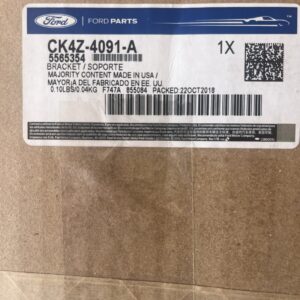 Ford
FORD PARTS
CK4Z-4091-A
1X
5565354
BRACKET / SOPORTE
MAJORITY CONTENT MADE IN USA /
MAYOR¡A DEL FABRICADO EN EE. UU.
0.10LBS/0.04KG F747A 855084 PACKED:22OCT2018